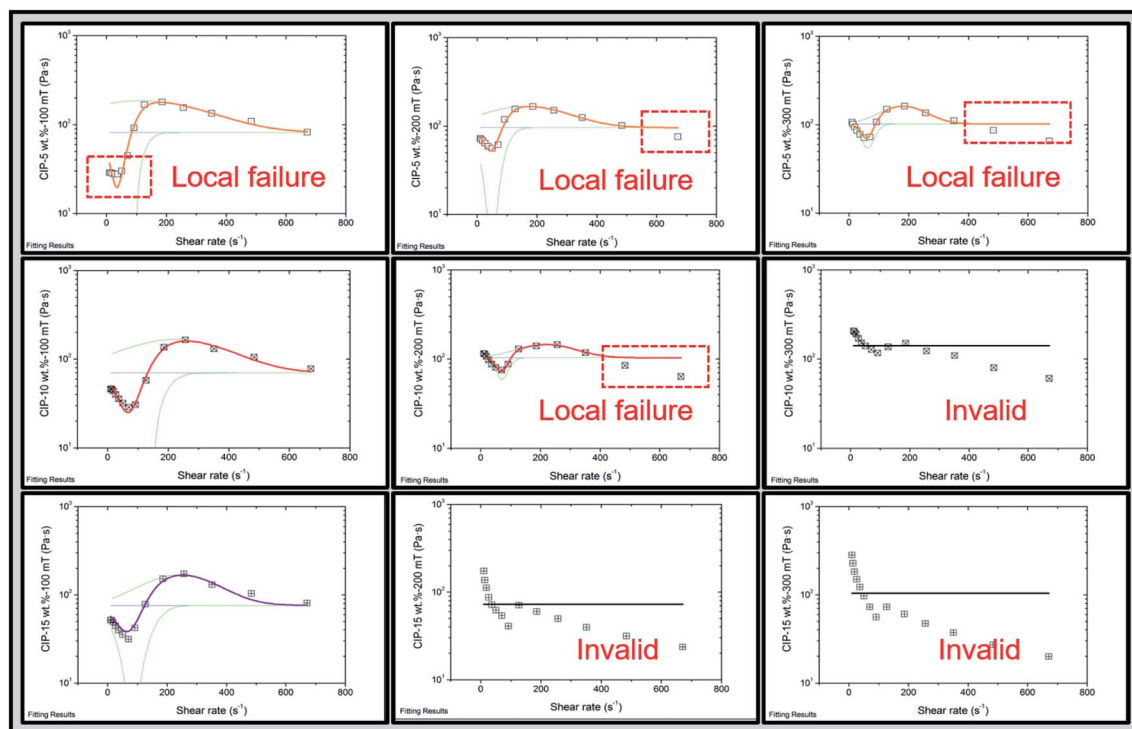 10³
CIP-5 wt.%-100 mT (Pa·s)
10²
10¹
Local failure
0 200 400 600 800
Shear rate (s⁻¹)
Fitting Results
10³
CIP-5 wt.%-200 mT (Pa·s)
10²
10¹
Local failure
0 200 400 600 800
Shear rate (s⁻¹)
Fitting Results
10³
CIP-5 wt.%-300 mT (Pa·s)
10²
10¹
Local failure
0 200 400 600 800
Shear rate (s⁻¹)
Fitting Results
10³
CIP-10 wt.%-100 mT (Pa·s)
10²
10¹
0 200 400 600 800
Shear rate (s⁻¹)
Fitting Results
10³
CIP-10 wt.%-200 mT (Pa·s)
10²
10¹
Local failure
0 200 400 600 800
Shear rate (s⁻¹)
Fitting Results
10³
CIP-10 wt.%-300 mT (Pa·s)
10²
10¹
Invalid
0 200 400 600 800
Shear rate (s⁻¹)
Fitting Results
10³
CIP-15 wt.%-100 mT (Pa·s)
10²
10¹
0 200 400 600 800
Shear rate (s⁻¹)
Fitting Results
10³
CIP-15 wt.%-200 mT (Pa·s)
10²
10¹
Invalid
0 200 400 600 800
Shear rate (s⁻¹)
Fitting Results
10³
CIP-15 wt.%-300 mT (Pa·s)
10²
10¹
Invalid
0 200 400 600 800
Shear rate (s⁻¹)
Fitting Results